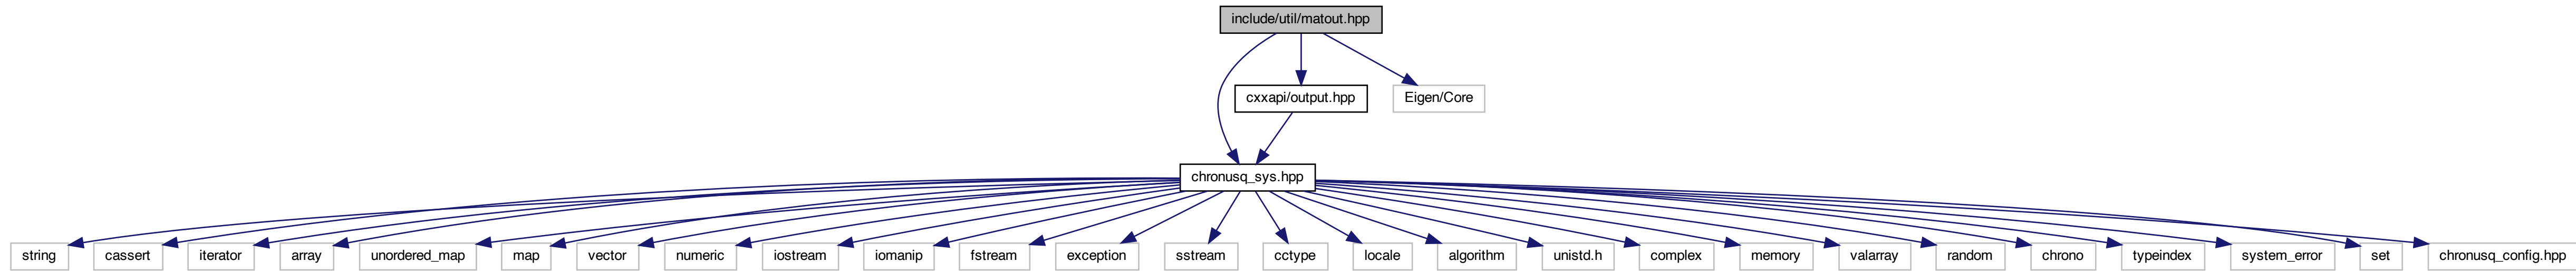 include/util/matout.hpp
cxxapi/output.hpp
Eigen/Core
chronusq_sys.hpp
string
cassert
iterator
array
unordered_map
map
vector
numeric
iostream
iomanip
fstream
exception
sstream
cctype
locale
algorithm
unistd.h
complex
memory
valarray
random
chrono
typeindex
system_error
set
chronusq_config.hpp